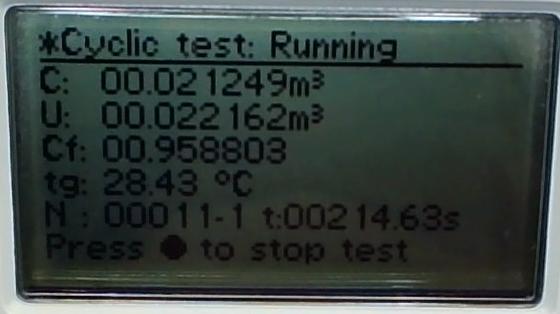 *Cyclic test: Running
C: 00.021249m³
U: 00.022162m³
Cf: 00.958803
tg: 28.43 °C
N : 00011-1 t:00214.63s
Press ● to stop test